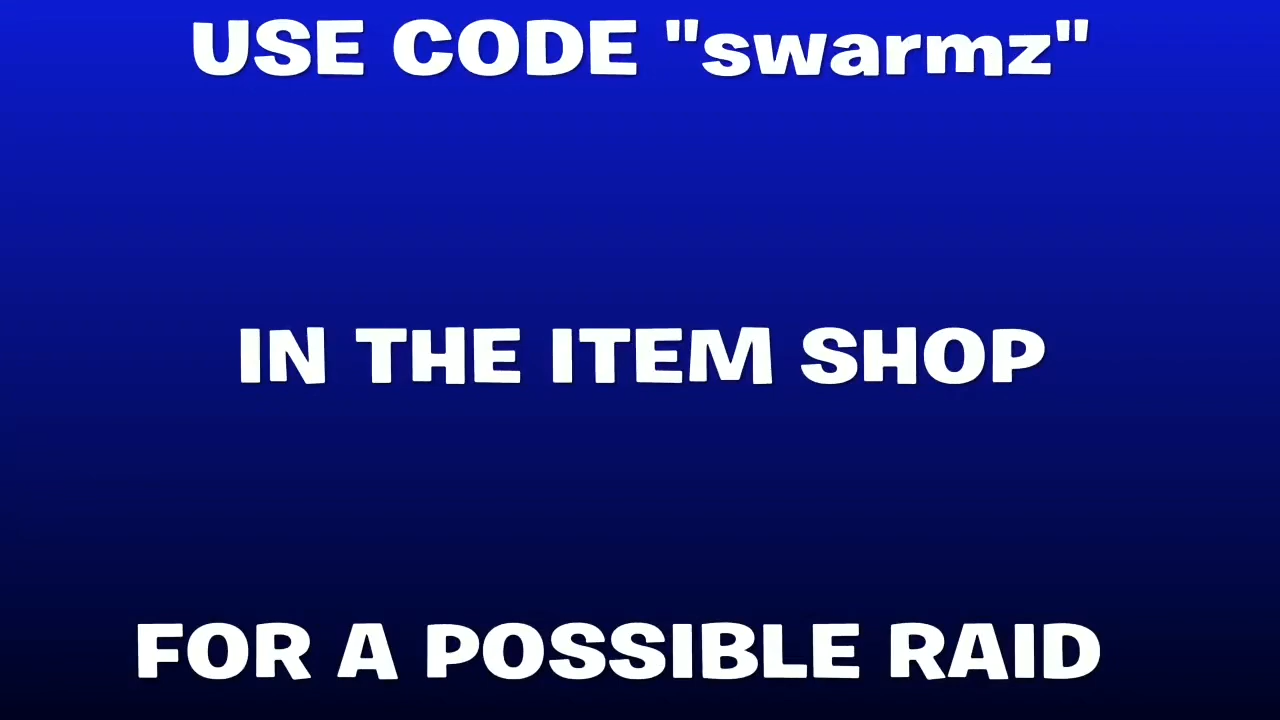 USE CODE "swarmz"
IN THE ITEM SHOP
FOR A POSSIBLE RAID